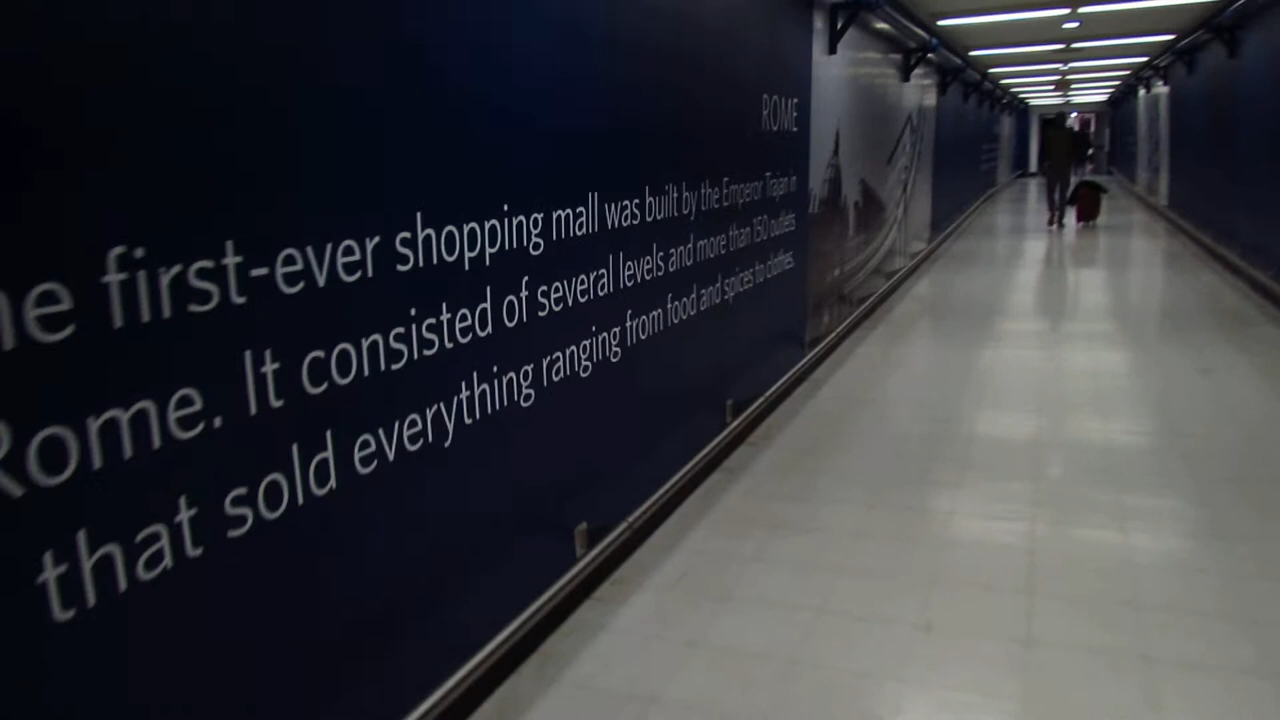 ROME
he first-ever shopping mall was built by the Emperor Trajan in
Rome. It consisted of several levels and more than 150 outlets
that sold everything ranging from food and spices to clothes.